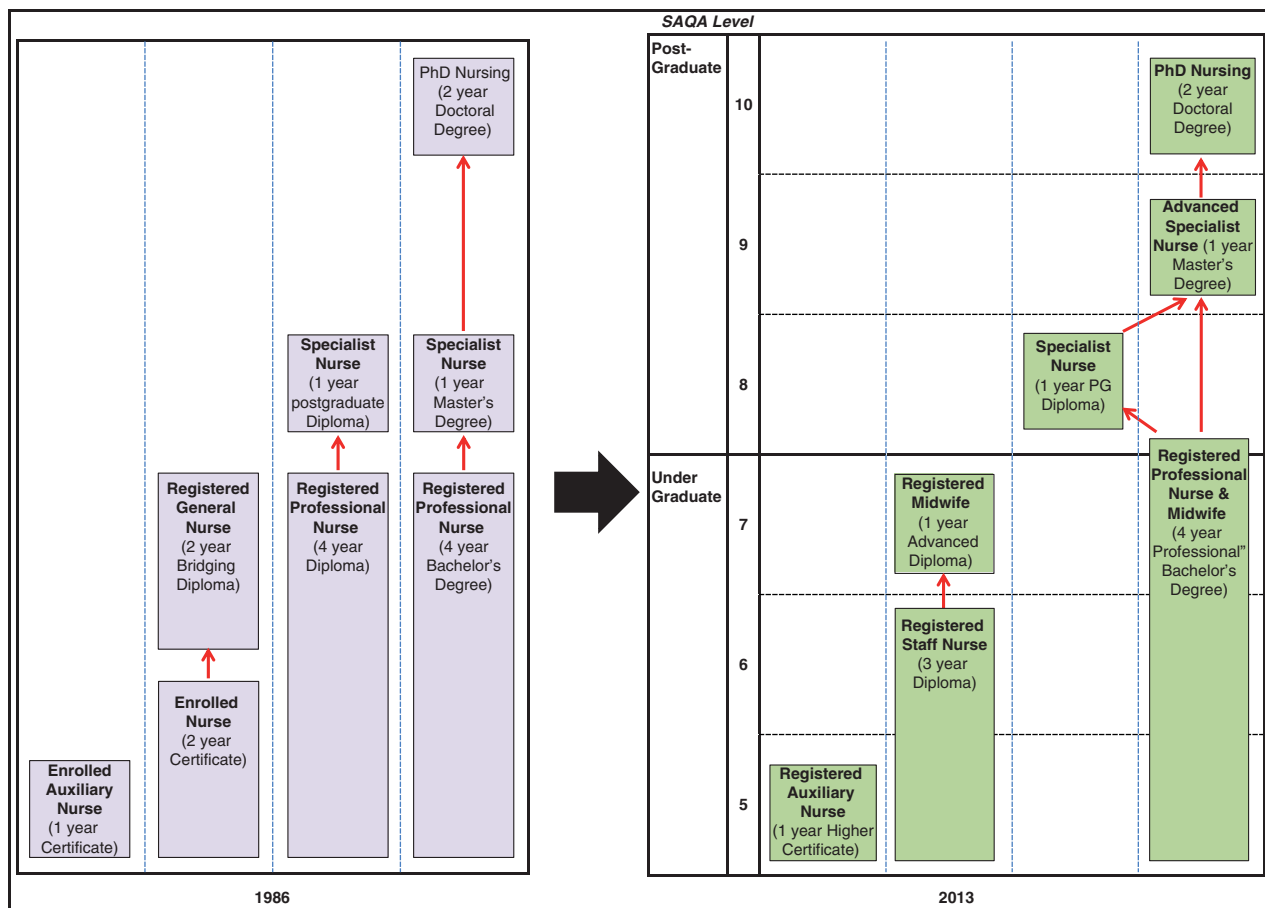 SAQA Level
PhD Nursing
(2 year
Doctoral
Degree)
Specialist
Nurse
(1 year
postgraduate
Diploma)
Specialist
Nurse
(1 year
Master's
Degree)
Registered
General
Nurse
(2 year
Bridging
Diploma)
Registered
Professional
Nurse
(4 year
Diploma)
Registered
Professional
Nurse
(4 year
Bachelor's
Degree)
Enrolled
Nurse
(2 year
Certificate)
Enrolled
Auxiliary
Nurse
(1 year
Certificate)
1986
Post-
Graduate
10
PhD Nursing
(2 year
Doctoral
Degree)
9
Advanced
Specialist
Nurse (1 year
Master's
Degree)
8
Specialist
Nurse
(1 year PG
Diploma)
Under
Graduate
7
Registered
Midwife
(1 year
Advanced
Diploma)
Registered
Professional
Nurse &
Midwife
(4 year
Professional"
Bachelor's
Degree)
6
Registered
Staff Nurse
(3 year
Diploma)
5
Registered
Auxiliary
Nurse
(1 year Higher
Certificate)
2013